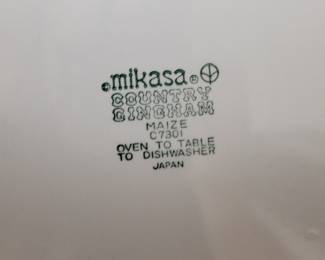 mikasa®
COUNTRY
GINGHAM
MAIZE
C7301
OVEN TO TABLE
TO DISHWASHER
JAPAN